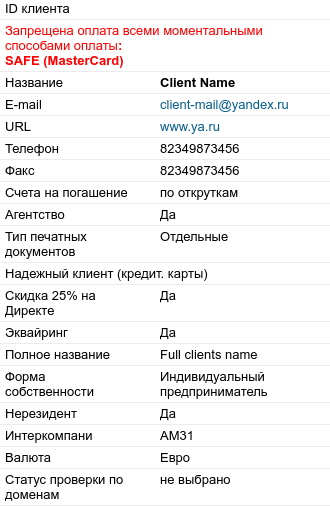 ID клиента
Запрещена оплата всеми моментальными
способами оплаты:
SAFE (MasterCard)
Название Client Name
E-mail client-mail@yandex.ru
URL www.ya.ru
Телефон 82349873456
Факс 82349873456
Счета на погашение по откруткам
Агентство Да
Тип печатных Отдельные
документов
Надежный клиент (кредит. карты)
Скидка 25% на Да
Директе
Эквайринг Да
Полное название Full clients name
Форма Индивидуальный
собственности предприниматель
Нерезидент Да
Интеркомпани AM31
Валюта Евро
Статус проверки по не выбрано
доменам